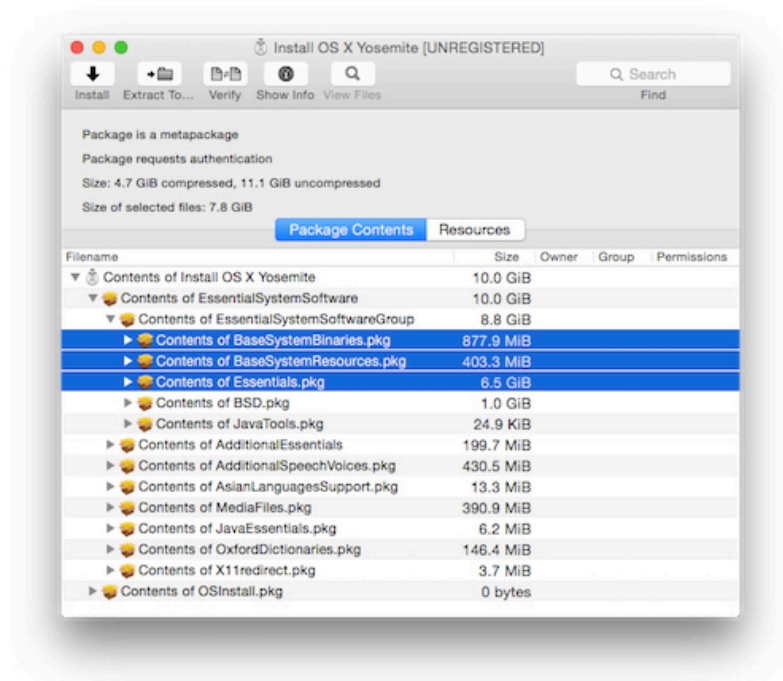 Install OS X Yosemite [UNREGISTERED]
Install Extract To... Verify Show Info View Files Search
Find
Package is a metapackage
Package requests authentication
Size: 4.7 GiB compressed, 11.1 GiB uncompressed
Size of selected files: 7.8 GiB
Package Contents Resources
Filename Size Owner Group Permissions
Contents of Install OS X Yosemite 10.0 GiB
Contents of EssentialSystemSoftware 10.0 GiB
Contents of EssentialSystemSoftwareGroup 8.8 GiB
Contents of BaseSystemBinaries.pkg 877.9 MiB
Contents of BaseSystemResources.pkg 403.3 MiB
Contents of Essentials.pkg 6.5 GiB
Contents of BSD.pkg 1.0 GiB
Contents of JavaTools.pkg 24.9 KiB
Contents of AdditionalEssentials 199.7 MiB
Contents of AdditionalSpeechVoices.pkg 430.5 MiB
Contents of AsianLanguagesSupport.pkg 13.3 MiB
Contents of MediaFiles.pkg 390.9 MiB
Contents of JavaEssentials.pkg 6.2 MiB
Contents of OxfordDictionaries.pkg 146.4 MiB
Contents of X11redirect.pkg 3.7 MiB
Contents of OSInstall.pkg 0 bytes